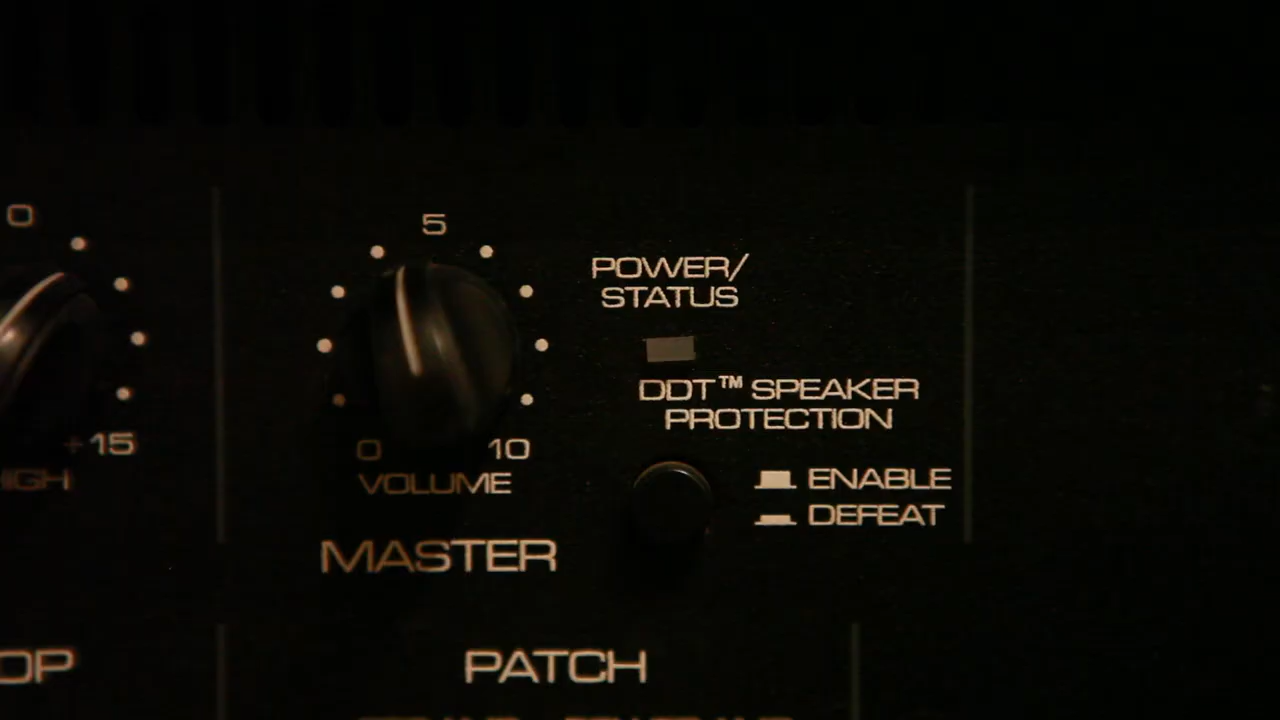 0
5
POWER/
STATUS
DDT™ SPEAKER
PROTECTION
+15
0
10
VOLUME
ENABLE
DEFEAT
MASTER
PATCH